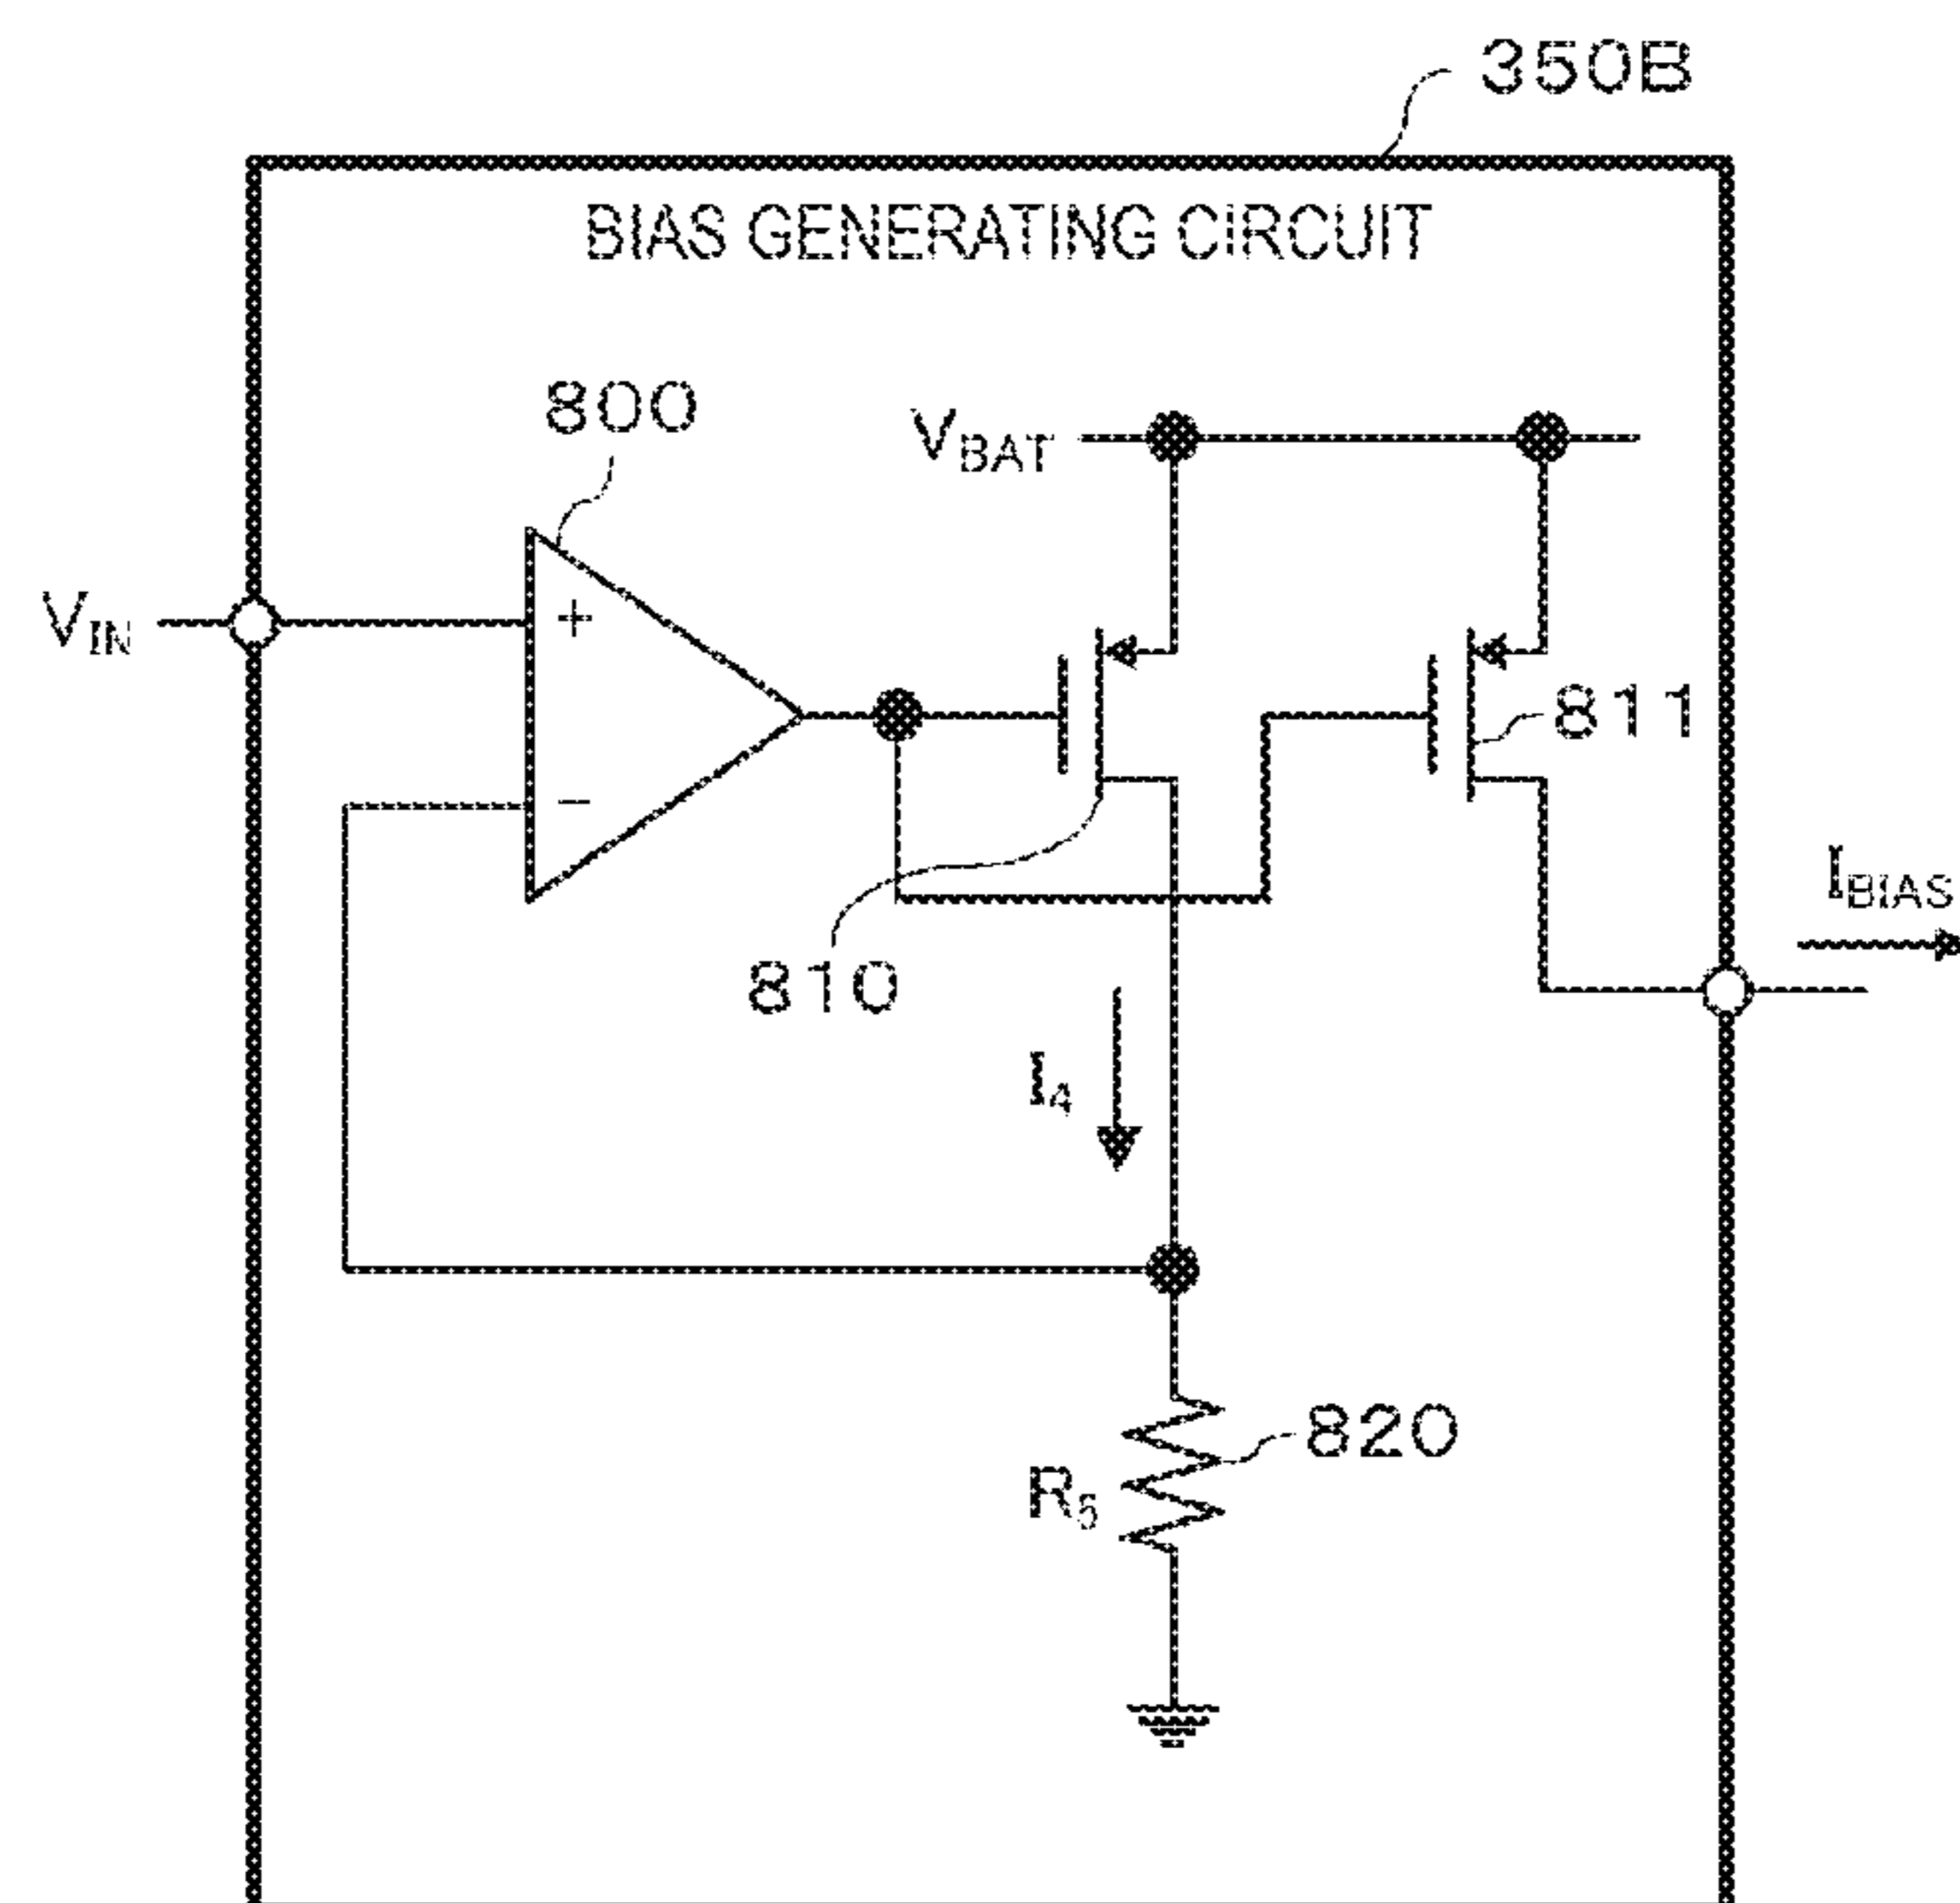 350B
BIAS GENERATING CIRCUIT
800
VBAT
VIN
+
811
−
IBIAS
810
I4
820
R5